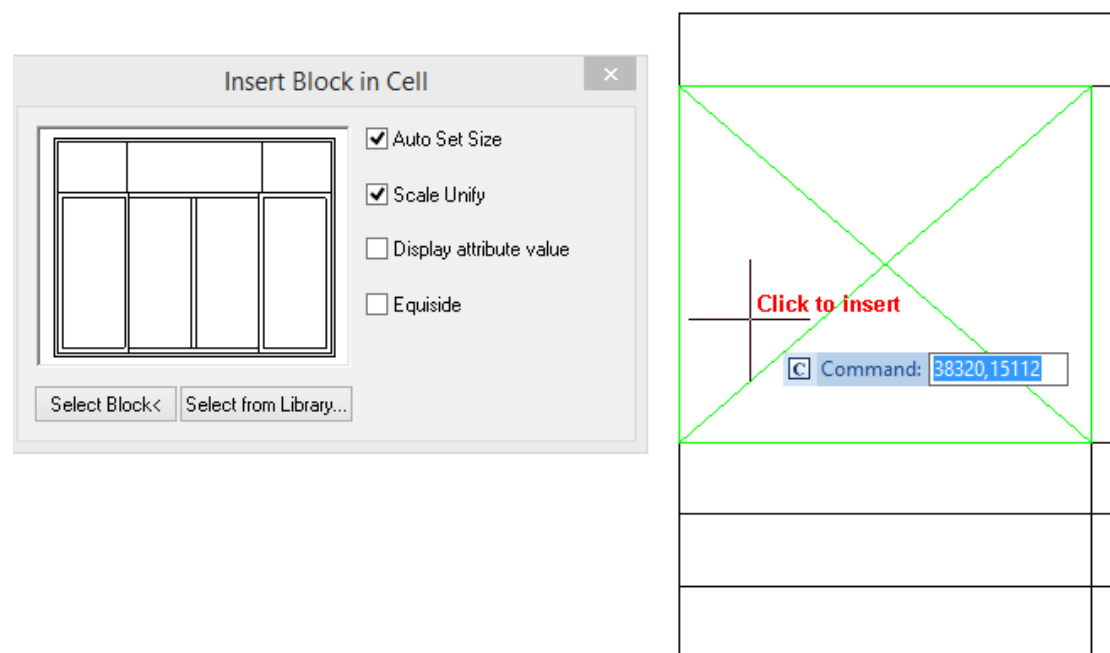 Insert Block in Cell
Auto Set Size
Scale Unify
Display attribute value
Equiside
Select Block<
Select from Library...
Click to insert
C Command: 38320,15112